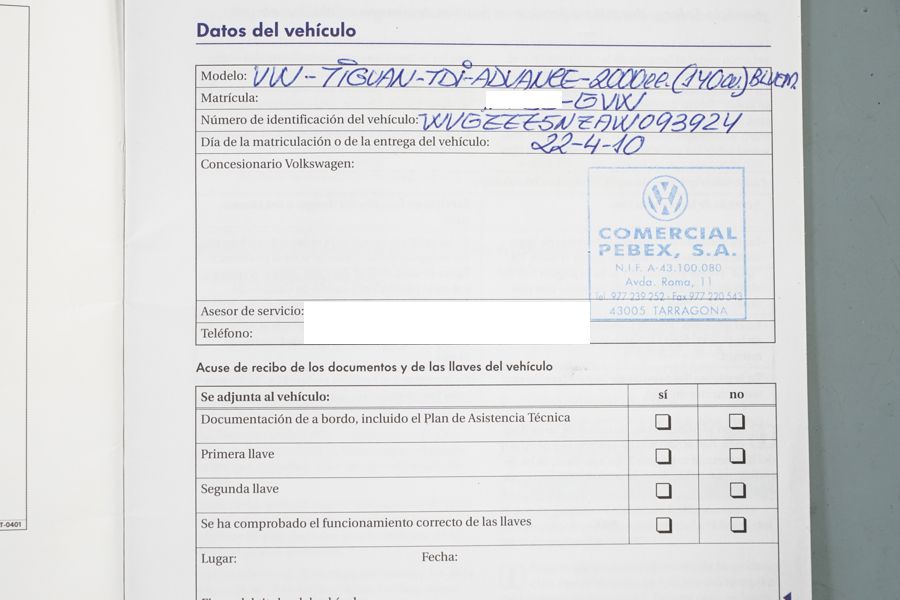 Datos del vehículo
Modelo: VW-TIGUAN-TDI-ADVANCE-2000cc.(140cv)BLUEM.
Matrícula: -GVW
Número de identificación del vehículo: WVGZZZ5NZAW093924
Día de la matriculación o de la entrega del vehículo: 22-4-10
Concesionario Volkswagen:
COMERCIAL
PEBEX, S.A.
N.I.F. A-43.100.080
Avda. Roma, 11
Tel. 977 239 252 - Fax 977 220 543
43005 TARRAGONA
Asesor de servicio:
Teléfono:
Acuse de recibo de los documentos y de las llaves del vehículo
Se adjunta al vehículo: sí no
Documentación de a bordo, incluido el Plan de Asistencia Técnica
Primera llave
Segunda llave
Se ha comprobado el funcionamiento correcto de las llaves
Lugar: Fecha:
T-0401